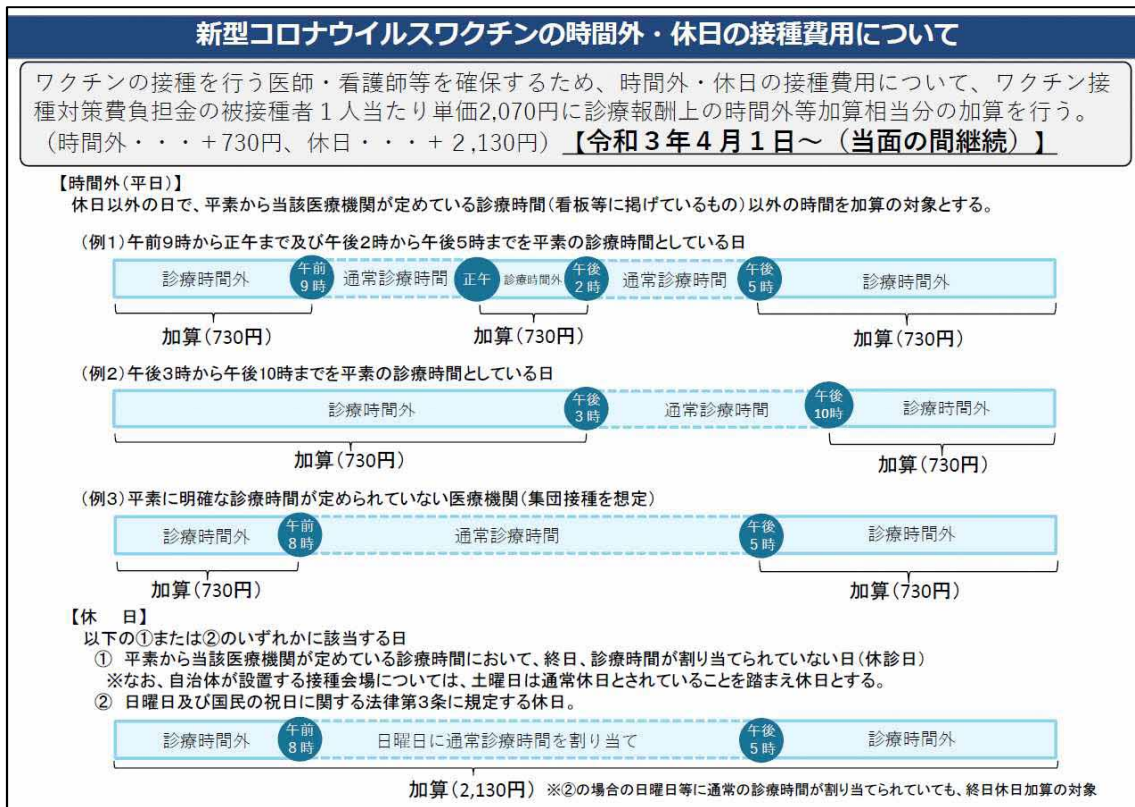 新型コロナウイルスワクチンの時間外・休日の接種費用について
ワクチンの接種を行う医師・看護師等を確保するため、時間外・休日の接種費用について、ワクチン接
種対策費負担金の被接種者1人当たり単価2,070円に診療報酬上の時間外等加算相当分の加算を行う。
（時間外・・・＋730円、休日・・・＋2,130円）【令和3年4月1日～（当面の間継続）】
【時間外(平日)】
休日以外の日で、平素から当該医療機関が定めている診療時間(看板等に掲げているもの)以外の時間を加算の対象とする。
(例1)午前9時から正午まで及び午後2時から午後5時までを平素の診療時間としている日
診療時間外 午前9時 通常診療時間 正午 診療時間外 午後2時 通常診療時間 午後5時 診療時間外
加算(730円) 加算(730円) 加算(730円)
(例2)午後3時から午後10時までを平素の診療時間としている日
診療時間外 午後3時 通常診療時間 午後10時 診療時間外
加算(730円) 加算(730円)
(例3)平素に明確な診療時間が定められていない医療機関(集団接種を想定)
診療時間外 午前8時 通常診療時間 午後5時 診療時間外
加算(730円) 加算(730円)
【休　日】
以下の①または②のいずれかに該当する日
① 平素から当該医療機関が定めている診療時間において、終日、診療時間が割り当てられていない日(休診日)
※なお、自治体が設置する接種会場については、土曜日は通常休日とされていることを踏まえ休日とする。
② 日曜日及び国民の祝日に関する法律第3条に規定する休日。
診療時間外 午前8時 日曜日に通常診療時間を割り当て 午後5時 診療時間外
加算(2,130円) ※②の場合の日曜日等に通常の診療時間が割り当てられていても、終日休日加算の対象